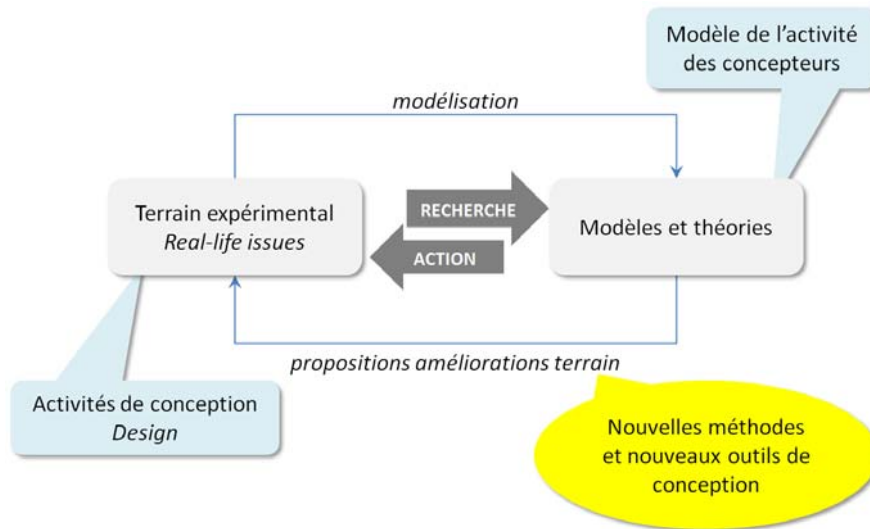 Modèle de l'activité
des concepteurs
modélisation
Terrain expérimental
Real-life issues
RECHERCHE
ACTION
Modèles et théories
propositions améliorations terrain
Activités de conception
Design
Nouvelles méthodes
et nouveaux outils de
conception